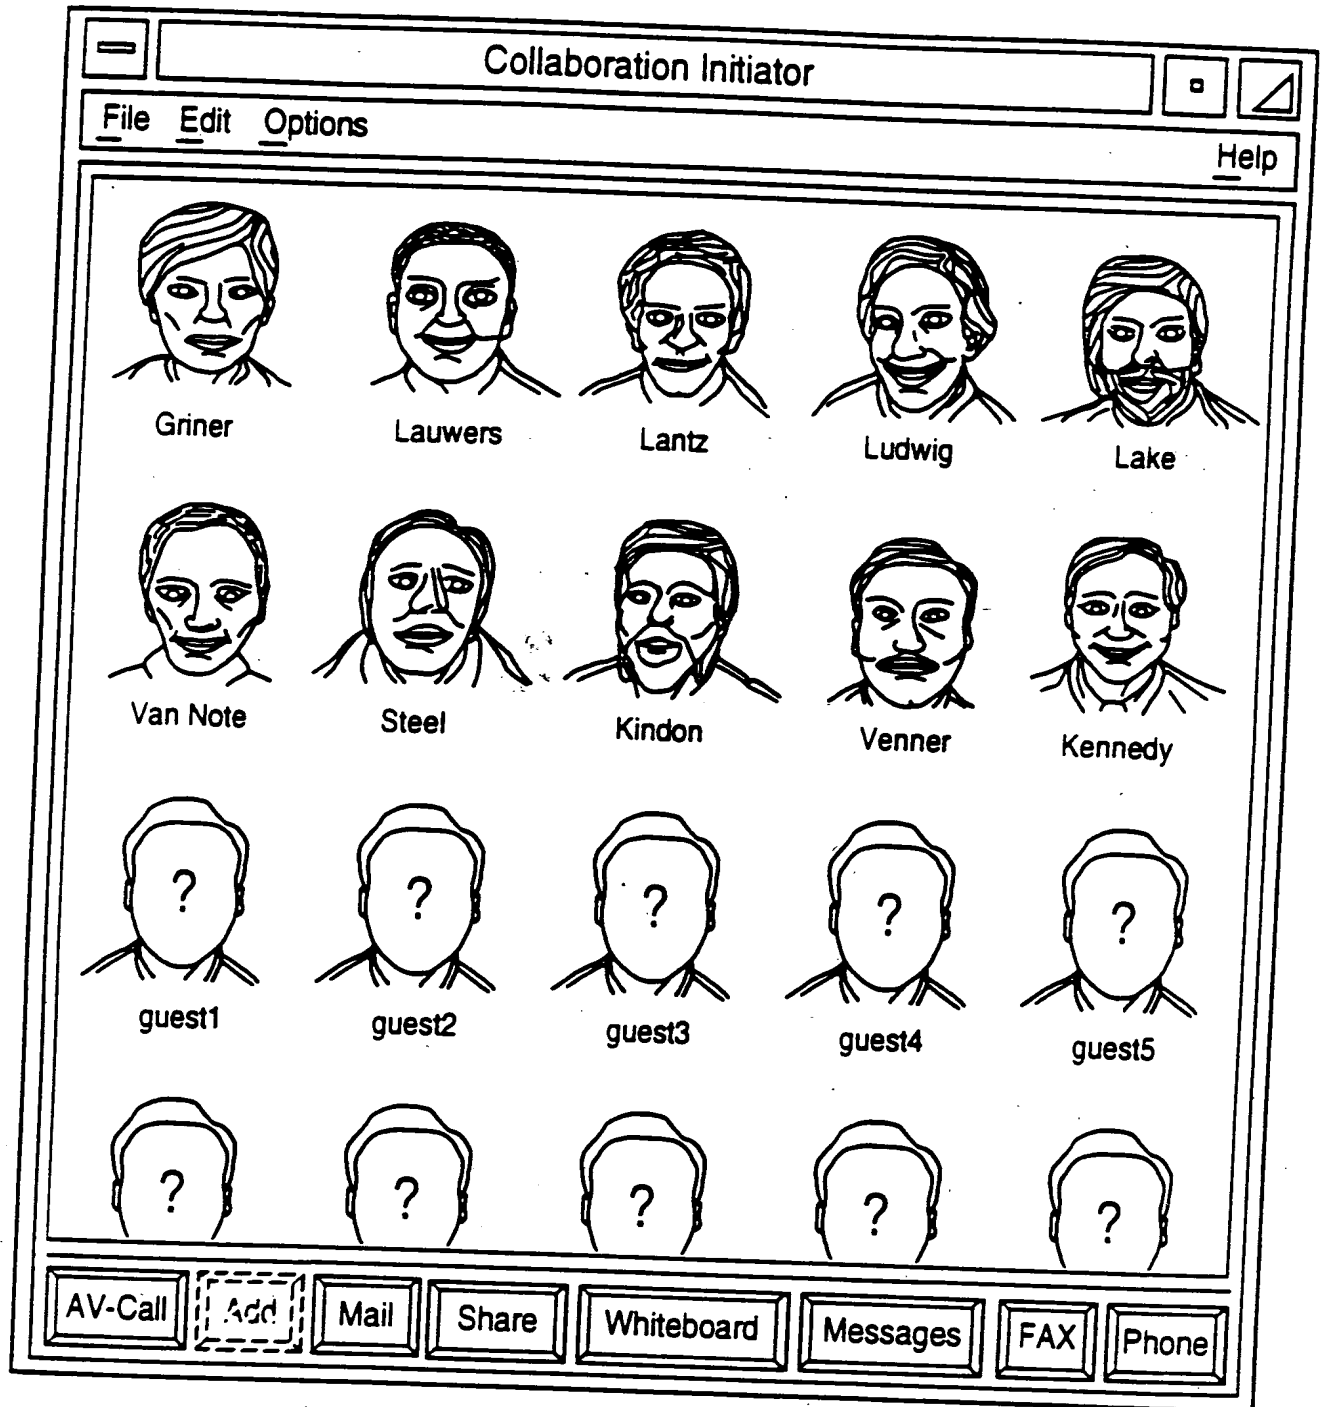 Collaboration Initiator
File Edit Options Help
Griner Lauwers Lantz Ludwig Lake
Van Note Steel Kindon Venner Kennedy
? ? ? ? ?
guest1 guest2 guest3 guest4 guest5
? ? ? ? ?
AV-Call Add Mail Share Whiteboard Messages FAX Phone